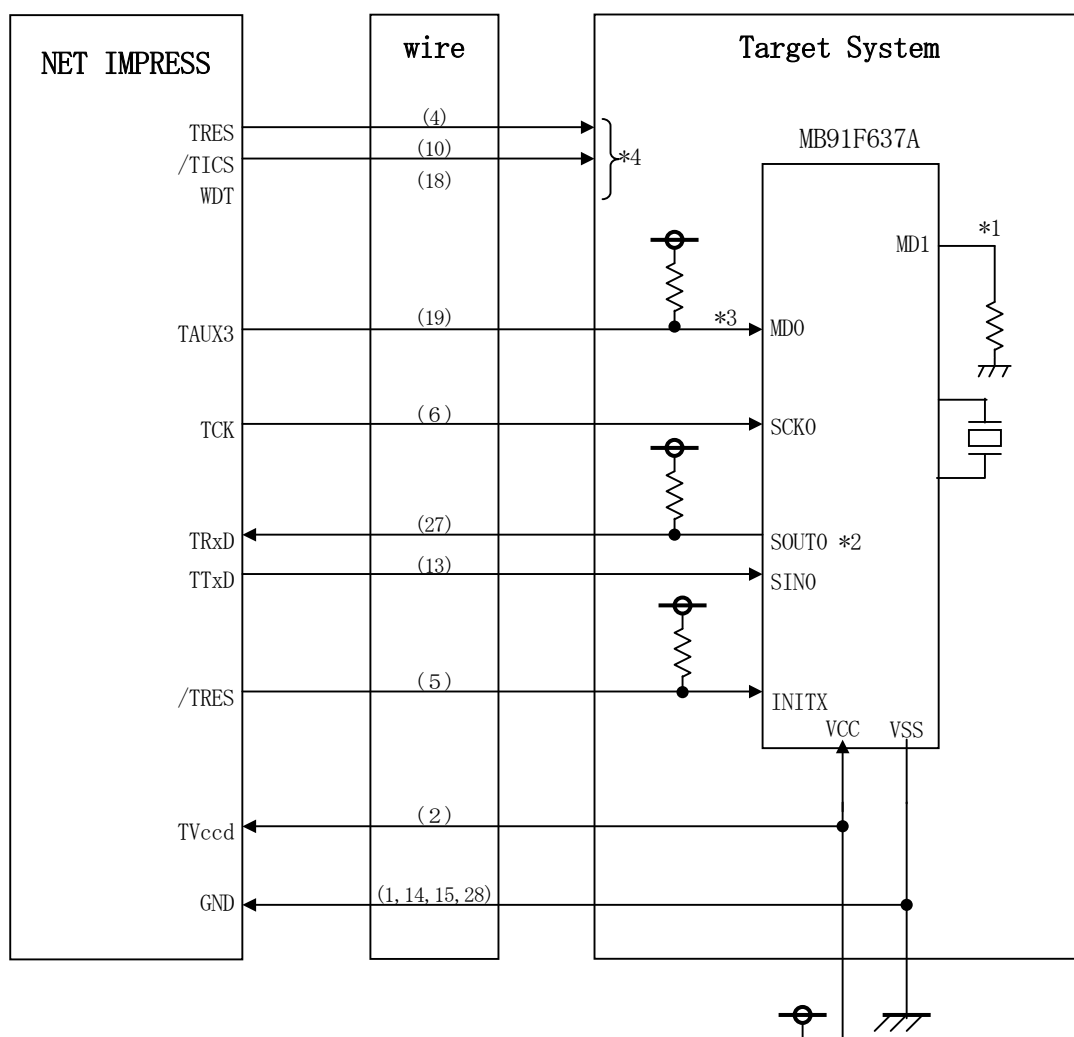 NET IMPRESS
wire
Target System
TRES
(4)
/TICS
(10)
*4
WDT
(18)
MB91F637A
MD1
*1
TAUX3
(19)
*3
MD0
TCK
(6)
SCK0
TRxD
(27)
SOUT0 *2
TTxD
(13)
SIN0
/TRES
(5)
INITX
VCC
VSS
TVccd
(2)
GND
(1,14,15,28)